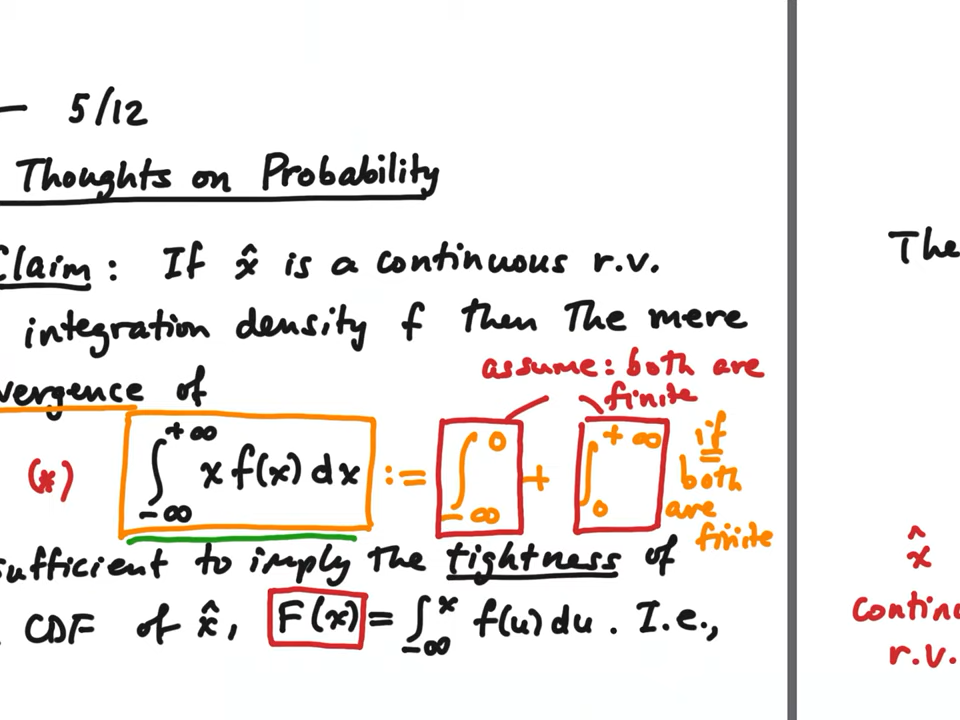 — 5/12
Thoughts on Probability
Claim: If x̂ is a continuous r.v.
integration density f then The mere
vergence of
assume: both are
finite
(*) ∫_{-∞}^{+∞} x f(x) dx := ∫_{-∞}^{0} + ∫_{0}^{+∞} if
both
are
finite
sufficient to imply The tightness of
CDF of x̂, F(x) = ∫_{-∞}^{x} f(u) du. I.e.,
The
x̂
continu
r.v.